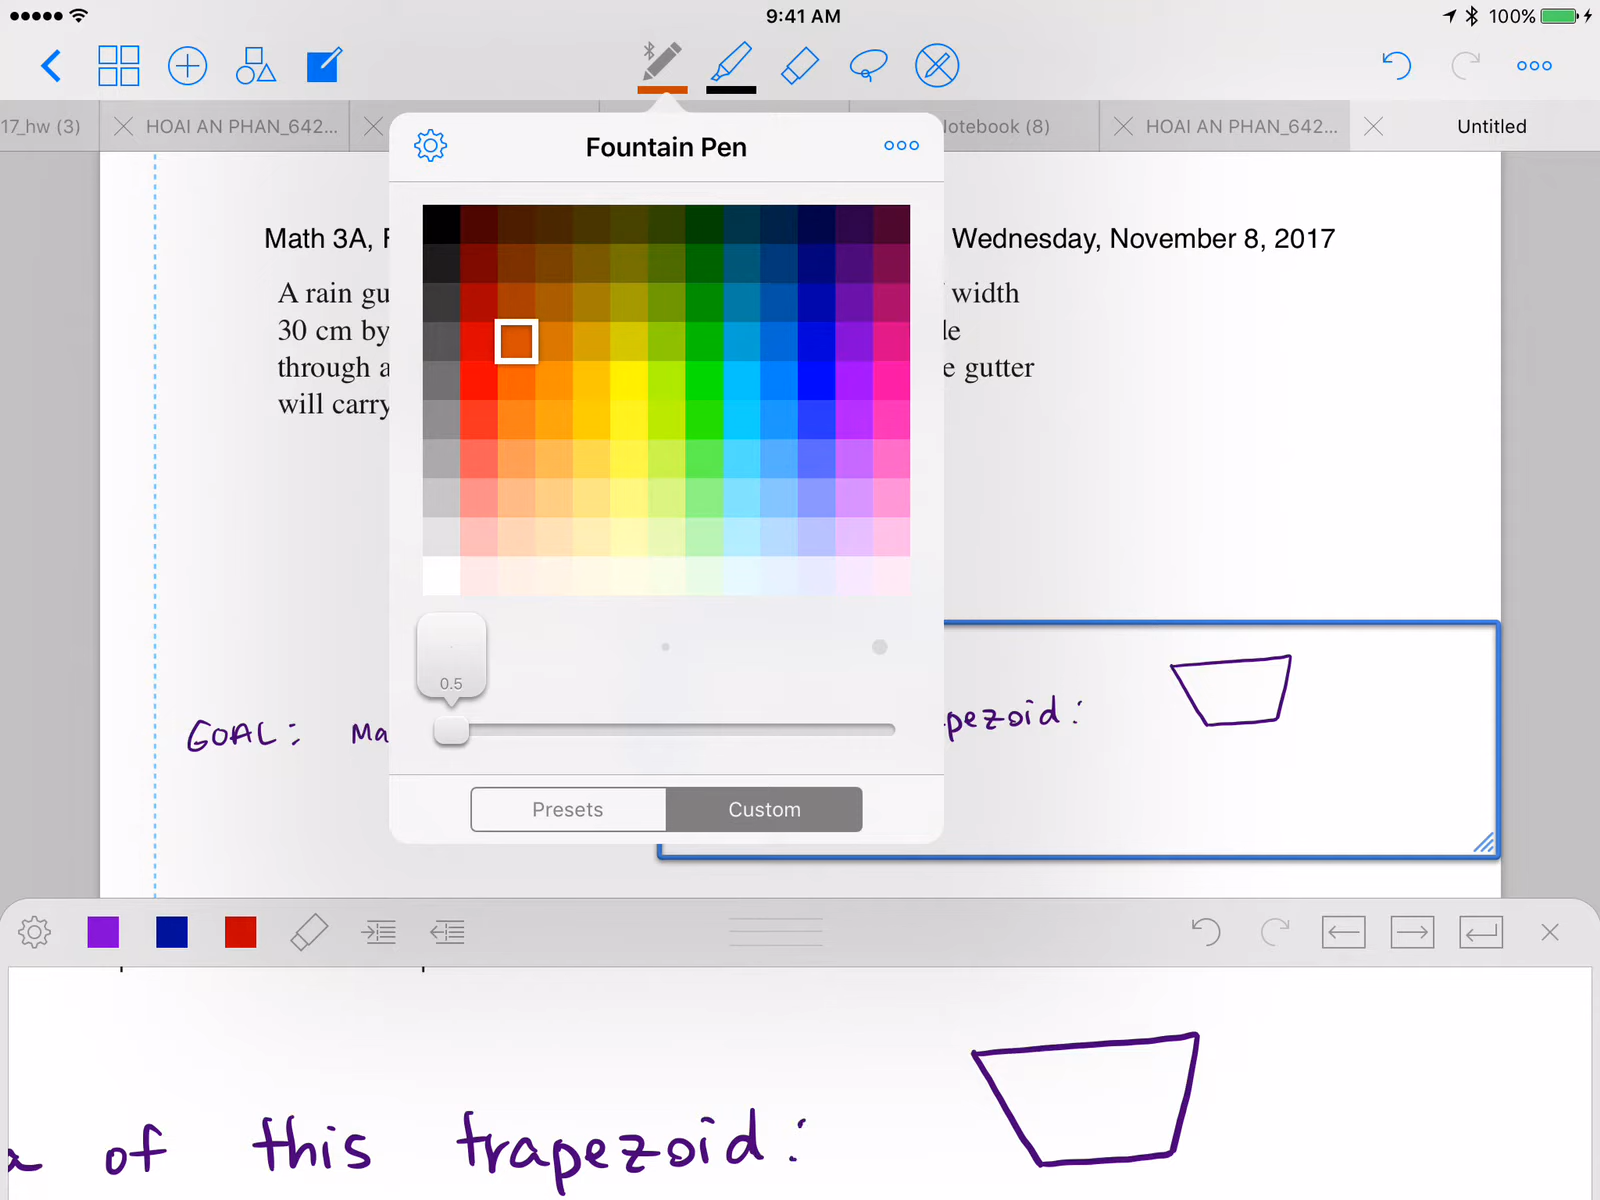 9:41 AM
100%
17_hw (3)
HOAI AN PHAN_642...
Notebook (8)
HOAI AN PHAN_642...
Untitled
Fountain Pen
Math 3A, Wednesday, November 8, 2017
A rain gu width
30 cm by
through a gutter
will carry
0.5
GOAL: Ma pezoid:
Presets Custom
of this trapezoid: